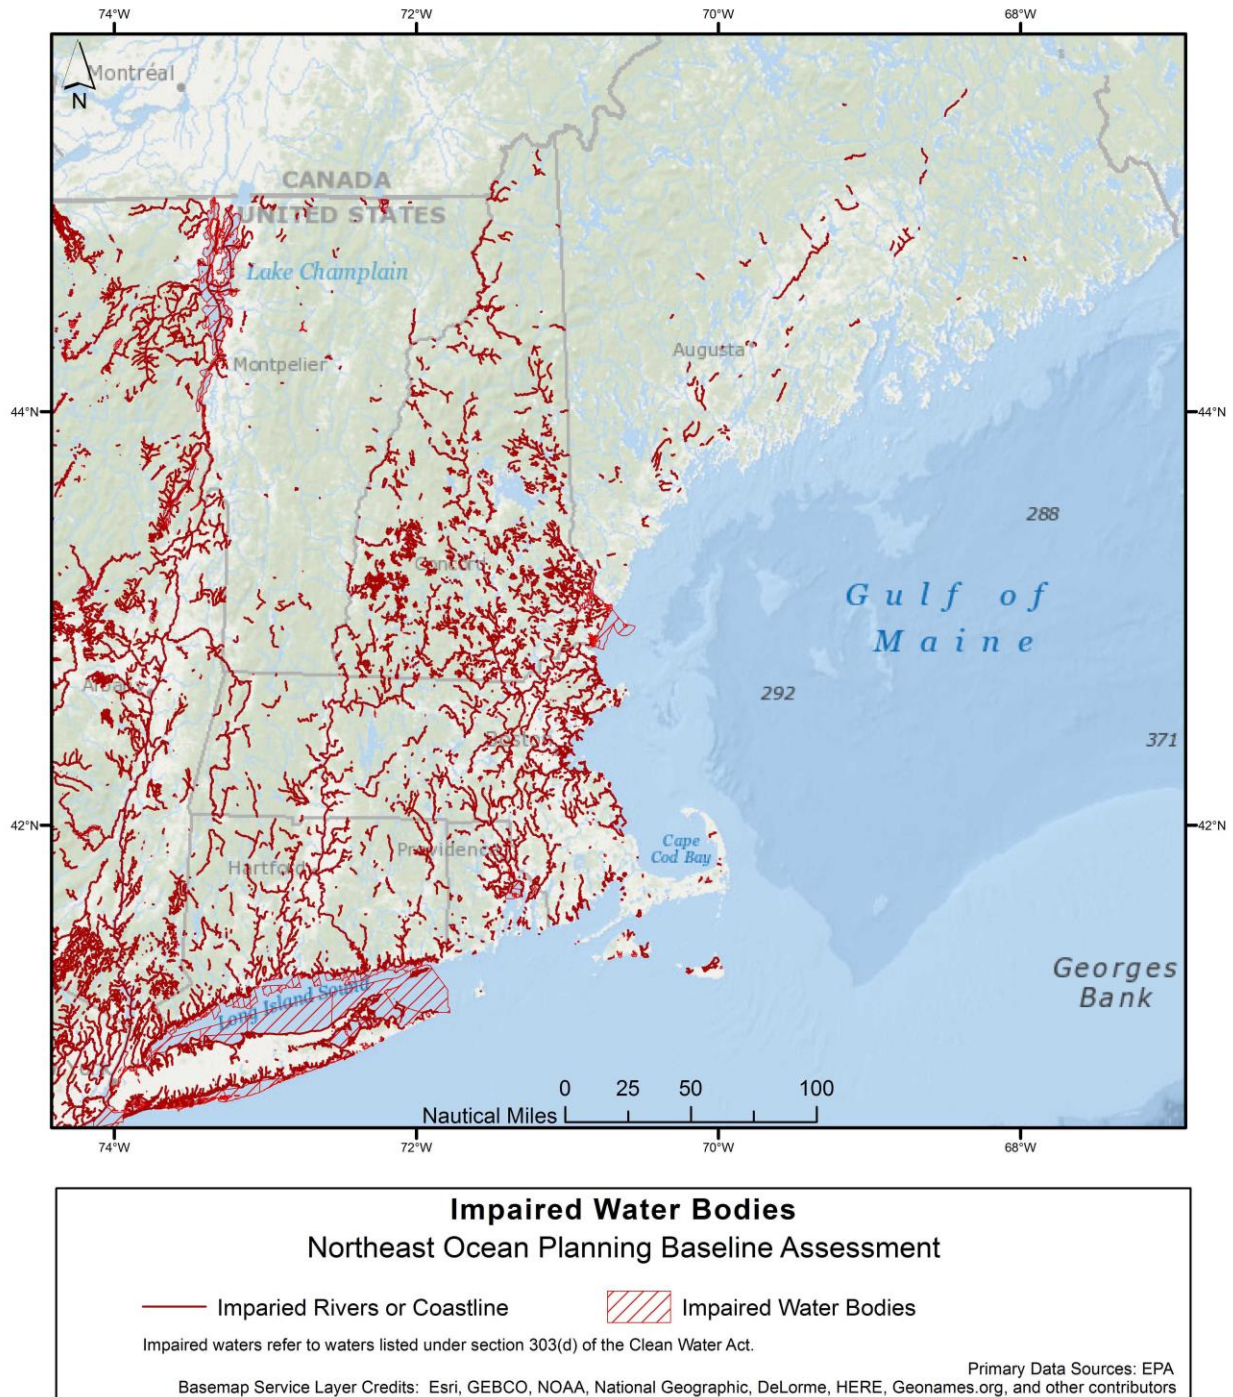 74°W 72°W 70°W 68°W
Montréal
N
CANADA
UNITED STATES
Lake Champlain
Montpelier
Augusta
44°N 44°N
288
Concord
Gulf of
Maine
292
Albany
371
Boston
42°N 42°N
Cape
Cod Bay
Providence
Hartford
Georges
Bank
Long Island Sound
0 25 50 100
Nautical Miles
74°W 72°W 70°W 68°W
Impaired Water Bodies
Northeast Ocean Planning Baseline Assessment
Imparied Rivers or Coastline Impaired Water Bodies
Impaired waters refer to waters listed under section 303(d) of the Clean Water Act.
Primary Data Sources: EPA
Basemap Service Layer Credits: Esri, GEBCO, NOAA, National Geographic, DeLorme, HERE, Geonames.org, and other contributors